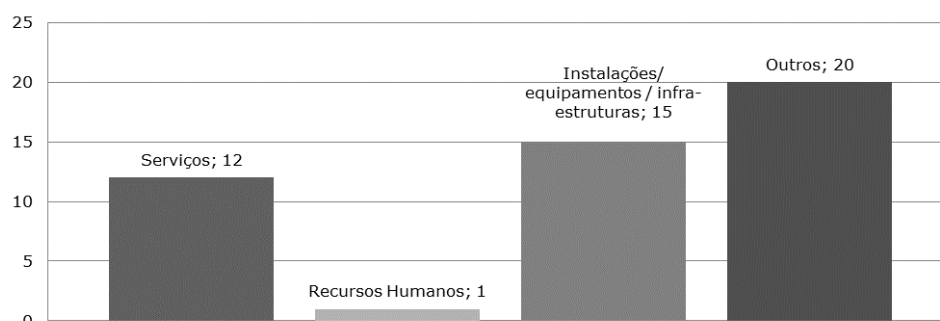 25
20
15
10
5
0
Serviços; 12
Recursos Humanos; 1
Instalações/
equipamentos / infra-
estruturas; 15
Outros; 20